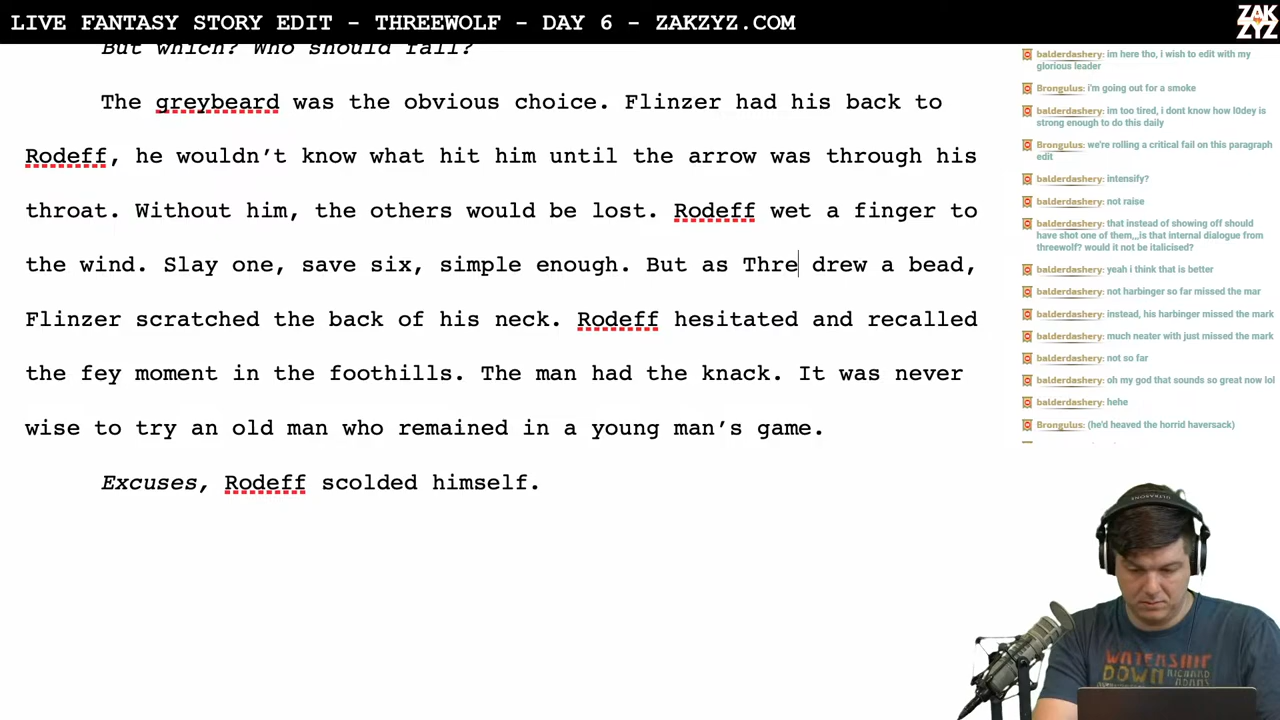 LIVE FANTASY STORY EDIT - THREEWOLF - DAY 6 - ZAKZYZ.COM
ZAK
ZYZ
But which? Who should fall?
The greybeard was the obvious choice. Flinzer had his back to
Rodeff, he wouldn’t know what hit him until the arrow was through his
throat. Without him, the others would be lost. Rodeff wet a finger to
the wind. Slay one, save six, simple enough. But as Thre drew a bead,
Flinzer scratched the back of his neck. Rodeff hesitated and recalled
the fey moment in the foothills. The man had the knack. It was never
wise to try an old man who remained in a young man’s game.
Excuses, Rodeff scolded himself.
balderdashery: im here tho, i wish to edit with my
glorious leader
Brongulus: i'm going out for a smoke
balderdashery: im too tired, i dont know how l0dey is
strong enough to do this daily
Brongulus: we're rolling a critical fail on this paragraph
edit
balderdashery: intensify?
balderdashery: not raise
balderdashery: that instead of showing off should
have shot one of them,,,is that internal dialogue from
threewolf? would it not be italicised?
balderdashery: yeah i think that is better
balderdashery: not harbinger so far missed the mar
balderdashery: instead, his harbinger missed the mark
balderdashery: much neater with just missed the mark
balderdashery: not so far
balderdashery: oh my god that sounds so great now lol
balderdashery: hehe
Brongulus: (he'd heaved the horrid haversack)
ULTRASONE
WATERSHIP
DOWN
RICHARD
ADAMS